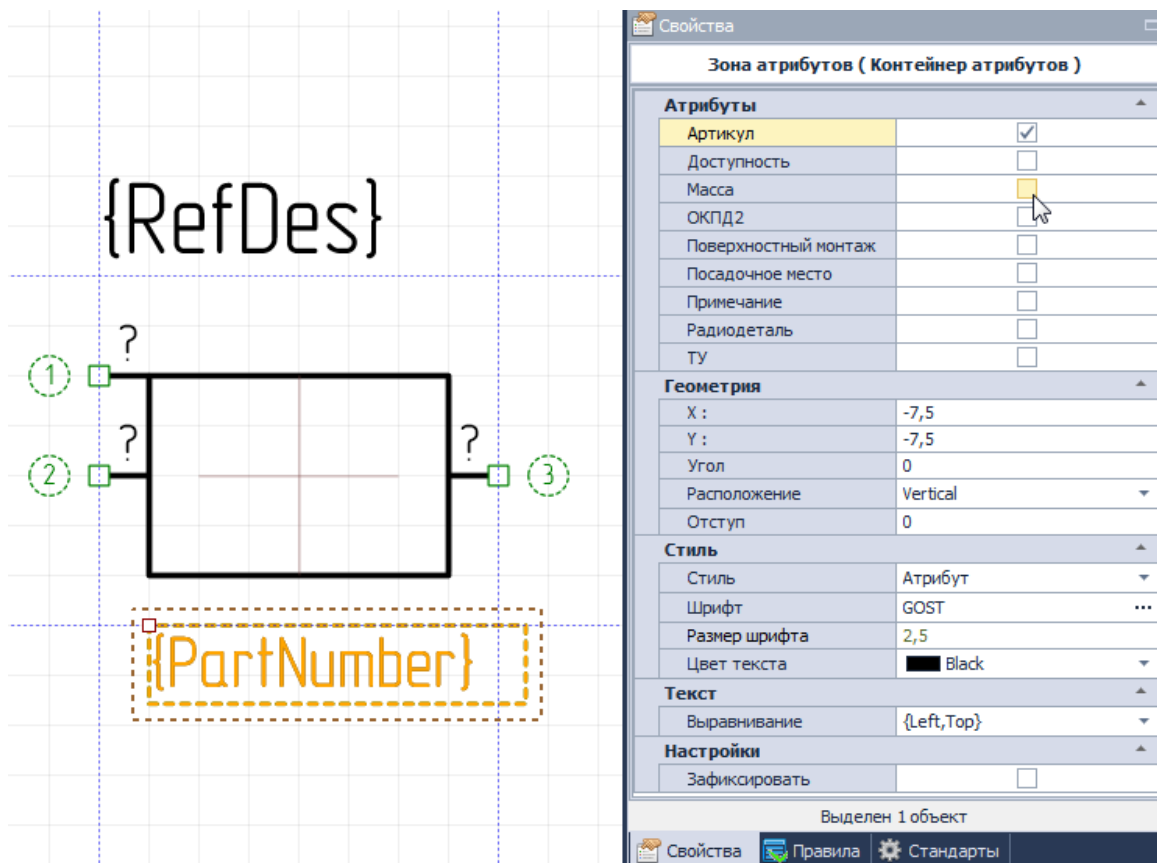 {RefDes}
?
1
?
2
?
3
{PartNumber}
Свойства
Зона атрибутов ( Контейнер атрибутов )
Атрибуты
Артикул
Доступность
Масса
ОКПД2
Поверхностный монтаж
Посадочное место
Примечание
Радиодеталь
ТУ
Геометрия
X : -7,5
Y : -7,5
Угол 0
Расположение Vertical
Отступ 0
Стиль
Стиль Атрибут
Шрифт GOST ...
Размер шрифта 2,5
Цвет текста Black
Текст
Выравнивание {Left,Top}
Настройки
Зафиксировать
Выделен 1 объект
Свойства Правила Стандарты